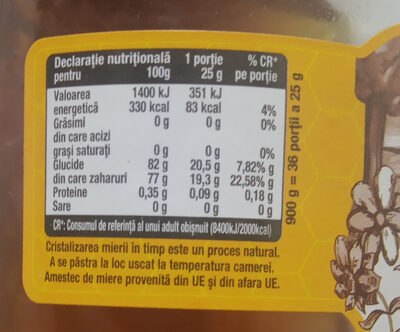 Declarație nutrițională 1 porție % CR*
pentru 100g 25 g pe porție
Valoarea 1400 kJ 351 kJ
energetică 330 kcal 83 kcal 4%
Grăsimi 0 g 0 g 0%
din care acizi
grași saturați 0 g 0 g 0%
Glucide 82 g 20,5 g 7,82% g
din care zaharuri 77 g 19,3 g 22,58% g
Proteine 0,35 g 0,09 g 0,18 g
Sare 0 g 0 g 0 g
CR*: Consumul de referință al unui adult obișnuit (8400kJ/2000kcal)
900 g = 36 porții a 25 g
Cristalizarea mierii în timp este un proces natural.
A se păstra la loc uscat la temperatura camerei.
Amestec de miere provenită din UE și din afara UE.